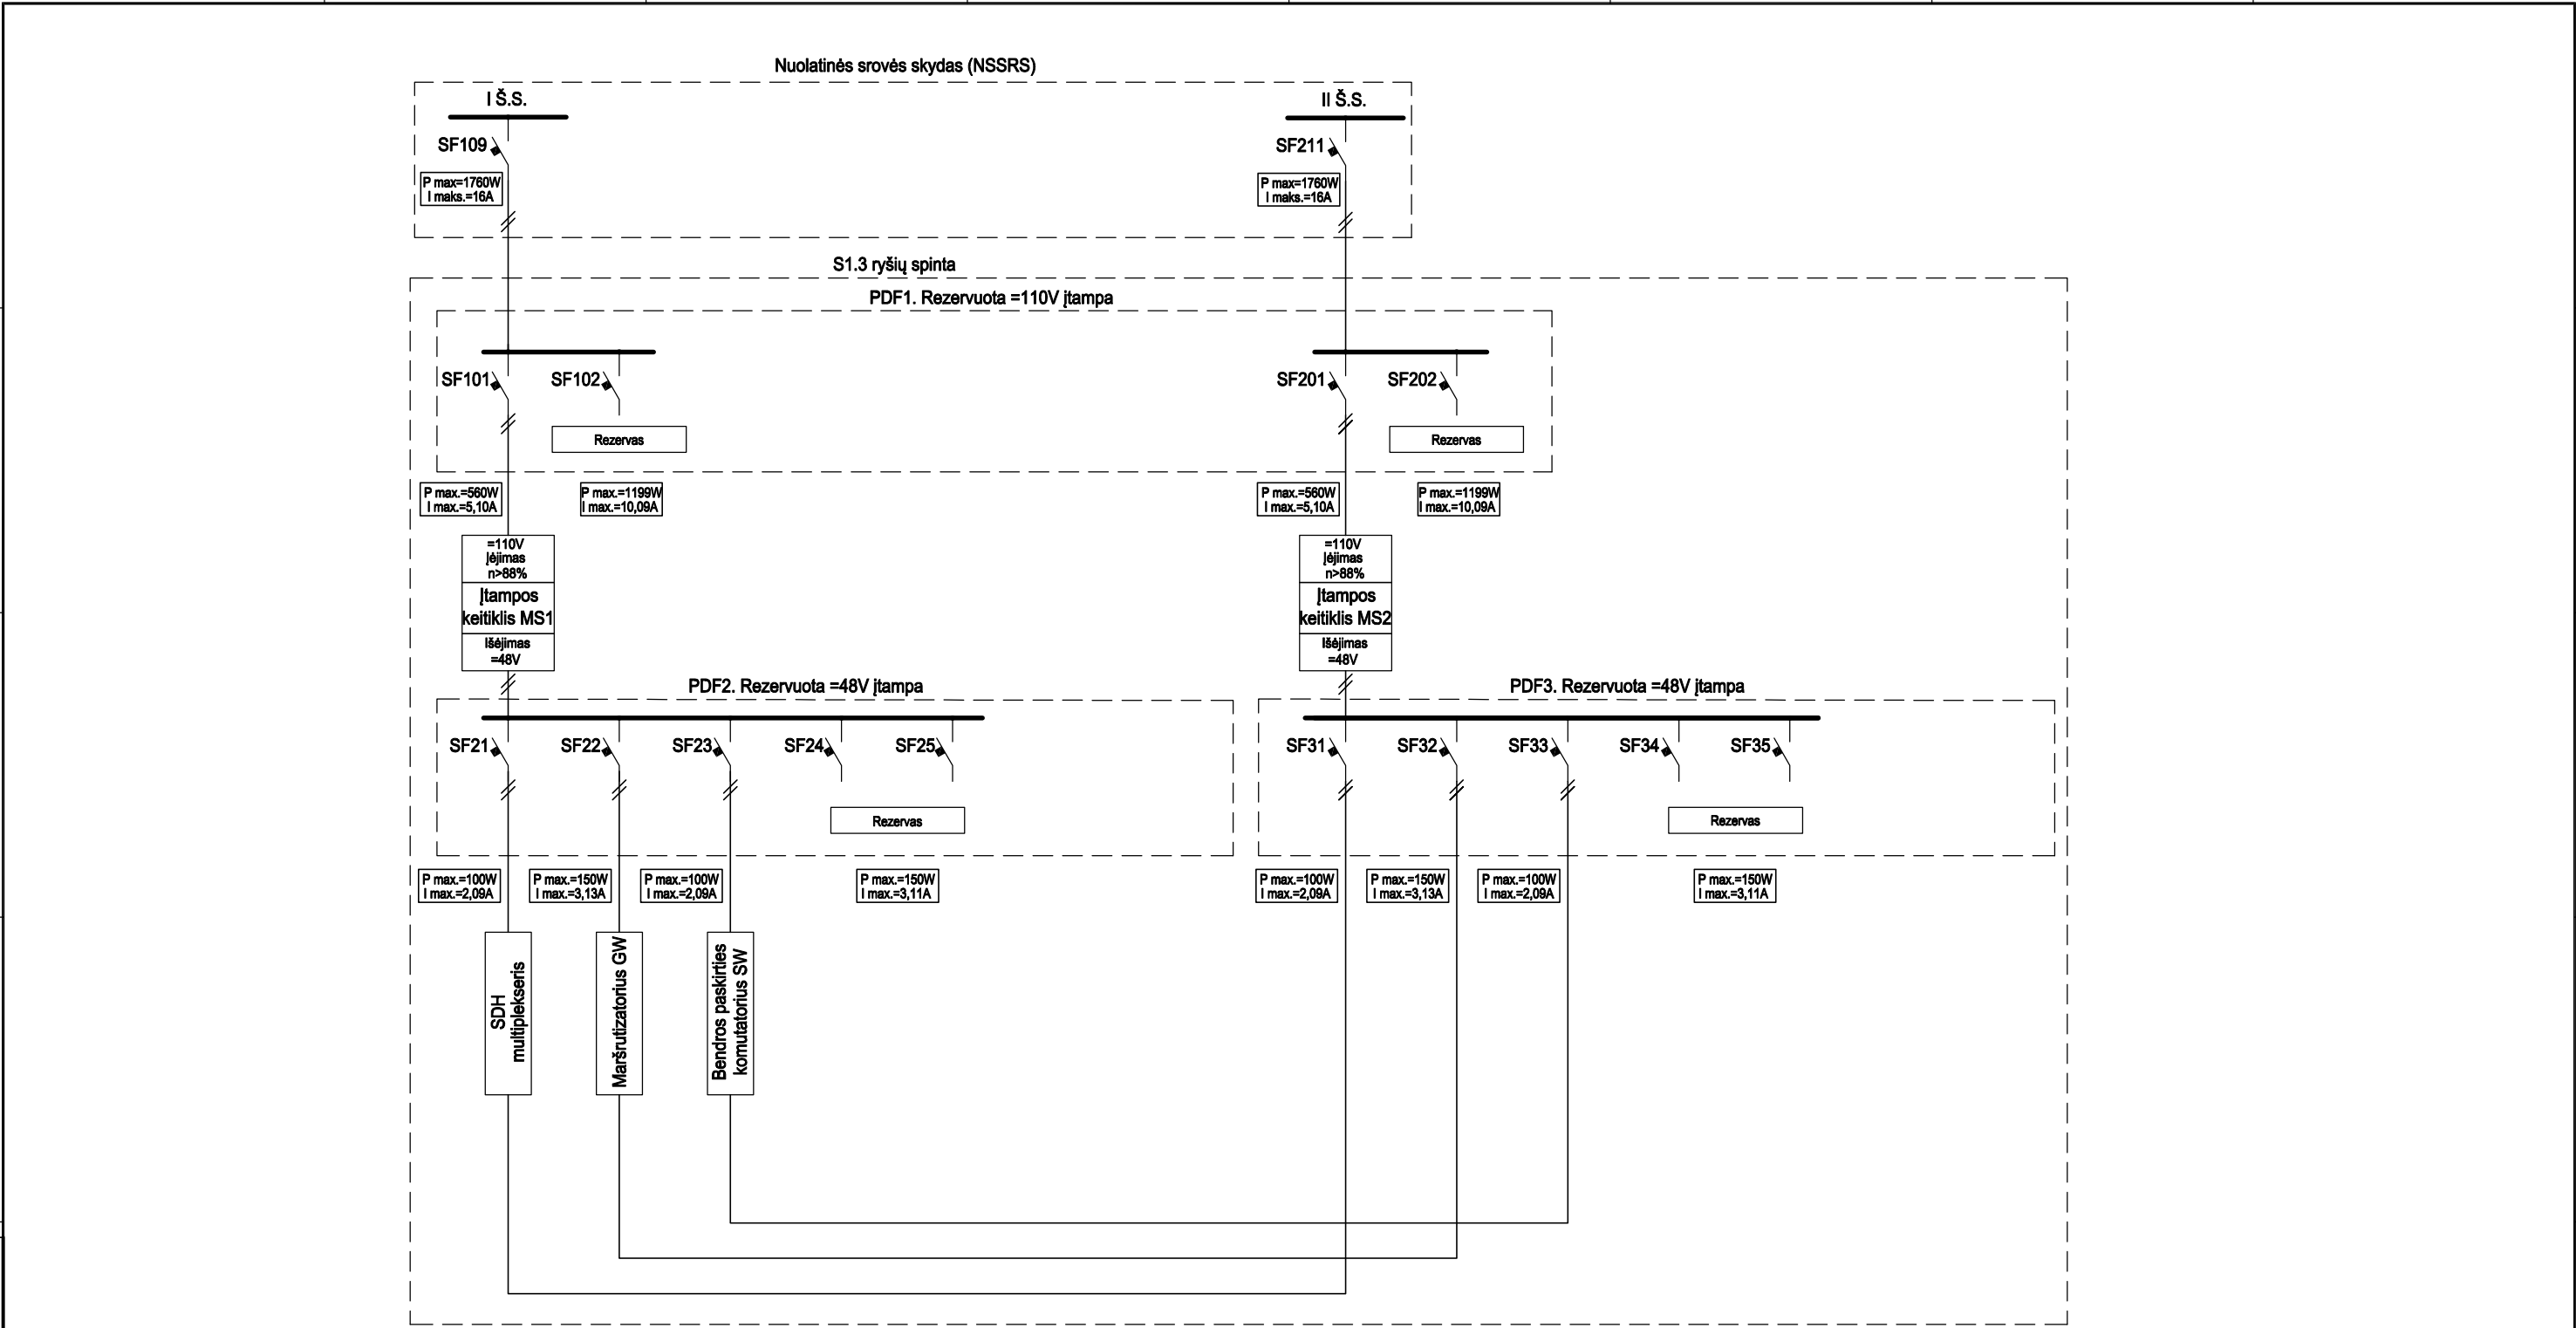 Nuolatinės srovės skydas (NSSRS)
I Š.S.
II Š.S.
SF109
SF211
P max=1760W
I maks.=16A
P max=1760W
I maks.=16A
S1.3 ryšių spinta
PDF1. Rezervuota =110V įtampa
SF101
SF102
SF201
SF202
Rezervas
Rezervas
P max.=560W
I max.=5,10A
P max.=1199W
I max.=10,09A
P max.=560W
I max.=5,10A
P max.=1199W
I max.=10,09A
=110V
Įėjimas
n>88%
Įtampos
keitiklis MS1
Išėjimas
=48V
=110V
Įėjimas
n>88%
Įtampos
keitiklis MS2
Išėjimas
=48V
PDF2. Rezervuota =48V įtampa
PDF3. Rezervuota =48V įtampa
SF21
SF22
SF23
SF24
SF25
SF31
SF32
SF33
SF34
SF35
Rezervas
Rezervas
P max.=100W
I max.=2,09A
P max.=150W
I max.=3,13A
P max.=100W
I max.=2,09A
P max.=150W
I max.=3,11A
P max.=100W
I max.=2,09A
P max.=150W
I max.=3,13A
P max.=100W
I max.=2,09A
P max.=150W
I max.=3,11A
SDH
multiplekseris
Maršrutizatorius GW
Bendros paskirties
komutatorius SW